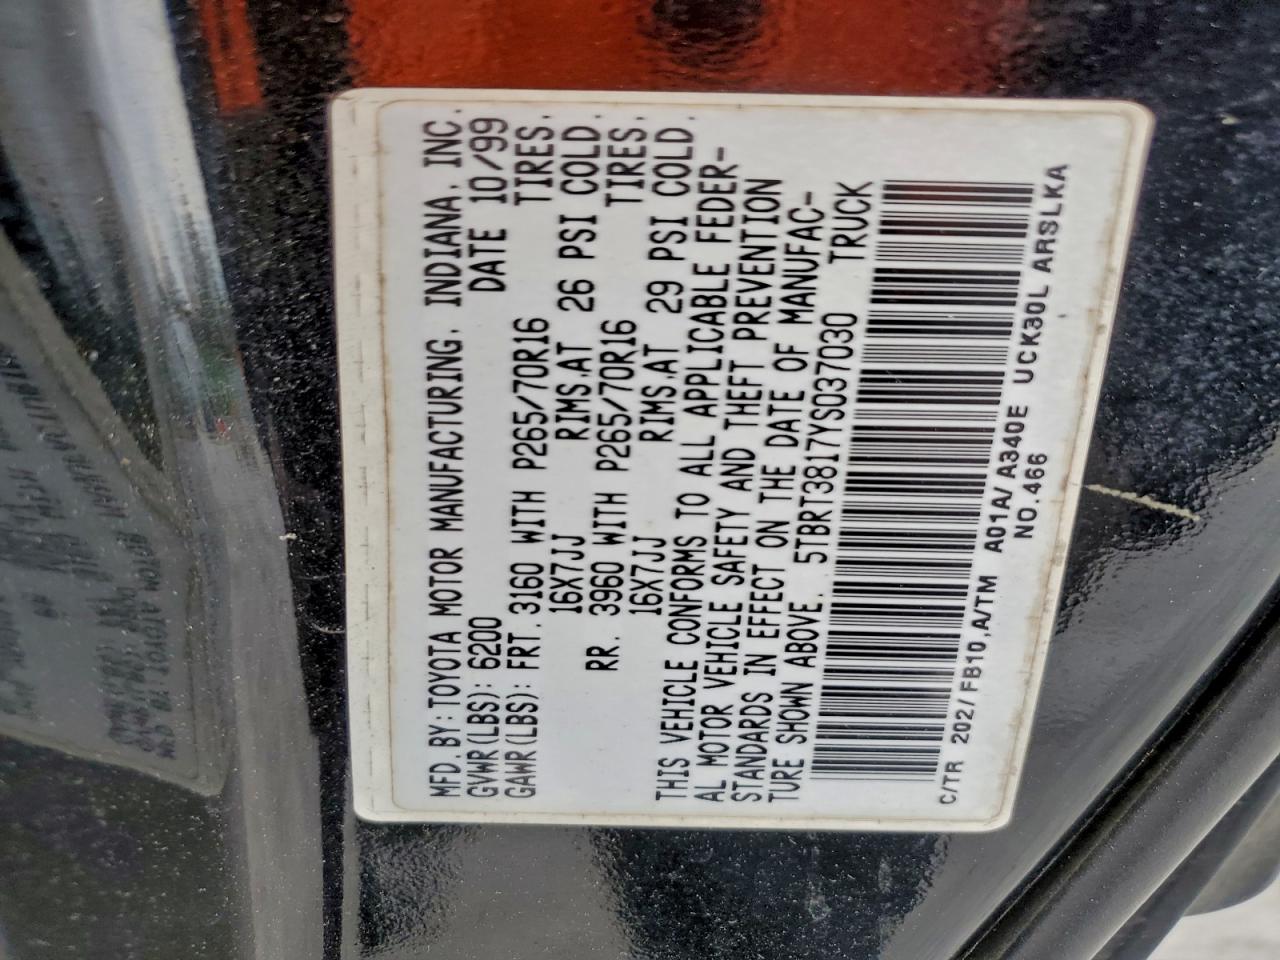 MFD. BY: TOYOTA MOTOR MANUFACTURING, INDIANA, INC.
GVWR(LBS): 6200 DATE 10/99
GAWR(LBS): FRT. 3160 WITH P265/70R16 TIRES,
16X7JJ RIMS,AT 26 PSI COLD.
RR. 3960 WITH P265/70R16 TIRES,
16X7JJ RIMS,AT 29 PSI COLD.
THIS VEHICLE CONFORMS TO ALL APPLICABLE FEDER-
AL MOTOR VEHICLE SAFETY AND THEFT PREVENTION
STANDARDS IN EFFECT ON THE DATE OF MANUFAC-
TURE SHOWN ABOVE. 5TBRT3817YS037030 TRUCK
C/TR 202/FB10,A/TM A01A/A340E UCK30L ARSLKA
NO.466